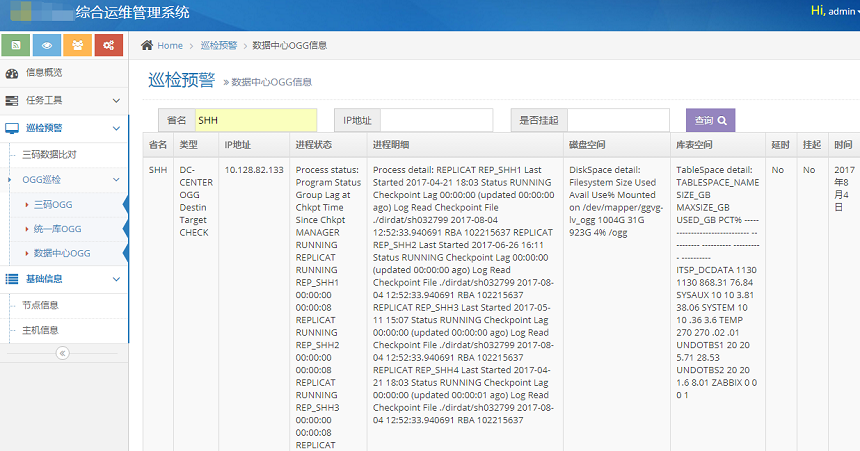 综合运维管理系统
Hi, admin
Home > 巡检预警 > 数据中心OGG信息
信息概览
任务工具
巡检预警
三码数据比对
OGG巡检
三码OGG
统一库OGG
数据中心OGG
基础信息
节点信息
主机信息
巡检预警 » 数据中心OGG信息
省名 SHH IP地址 是否挂起 查询
省名 类型 IP地址 进程状态 进程明细 磁盘空间 库表空间 延时 挂起 时间
SHH
DC-
CENTER
OGG
Destin
Target
CHECK
10.128.82.133
Process status:
Program Status
Group Lag at
Chkpt Time
Since Chkpt
MANAGER
RUNNING
REPLICAT
RUNNING
REP_SHH1
00:00:00
00:00:08
REPLICAT
RUNNING
REP_SHH2
00:00:00
00:00:08
REPLICAT
RUNNING
REP_SHH3
00:00:00
00:00:08
REPLICAT
Process detail: REPLICAT REP_SHH1 Last
Started 2017-04-21 18:03 Status RUNNING
Checkpoint Lag 00:00:00 (updated 00:00:00
ago) Log Read Checkpoint File
./dirdat/sh032799 2017-08-04
12:52:33.940691 RBA 102215637 REPLICAT
REP_SHH2 Last Started 2017-06-26 16:11
Status RUNNING Checkpoint Lag 00:00:00
(updated 00:00:00 ago) Log Read
Checkpoint File ./dirdat/sh032799 2017-08-
04 12:52:33.940691 RBA 102215637
REPLICAT REP_SHH3 Last Started 2017-05-
11 15:07 Status RUNNING Checkpoint Lag
00:00:00 (updated 00:00:00 ago) Log Read
Checkpoint File ./dirdat/sh032799 2017-08-
04 12:52:33.940691 RBA 102215637
REPLICAT REP_SHH4 Last Started 2017-04-
21 18:03 Status RUNNING Checkpoint Lag
00:00:00 (updated 00:00:01 ago) Log Read
Checkpoint File ./dirdat/sh032799 2017-08-
04 12:52:33.940691 RBA 102215637
DiskSpace detail:
Filesystem Size Used
Avail Use% Mounted
on /dev/mapper/ggvg-
lv_ogg 1004G 31G
923G 4% /ogg
TableSpace detail:
TABLESPACE_NAME
SIZE_GB
MAXSIZE_GB
USED_GB PCT% -----
----------------------- --
-------- ---------- --------
- ----------
ITSP_DCDATA 1130
1130 868.31 76.84
SYSAUX 10 10 3.81
38.06 SYSTEM 10
10 .36 3.6 TEMP
270 270 .02 .01
UNDOTBS1 20 20
5.71 28.53
UNDOTBS2 20 20
1.6 8.01 ZABBIX 0 0
0 1
No
No
2017
年8
月4
日